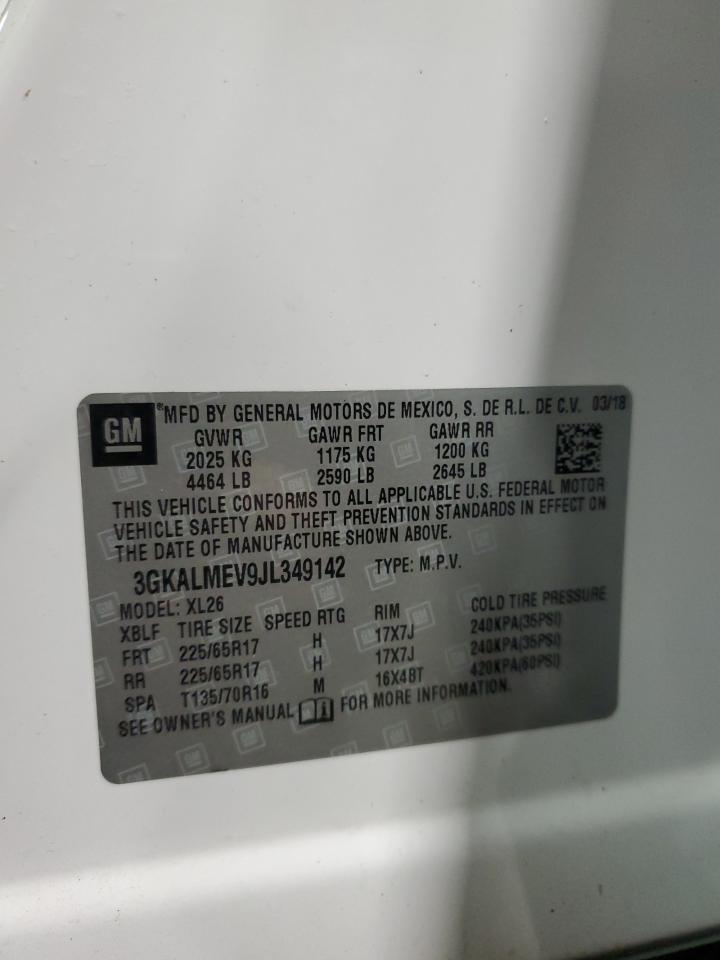 GM ®MFD BY GENERAL MOTORS DE MEXICO, S. DE R.L. DE C.V. 03/18
GVWR GAWR FRT GAWR RR
2025 KG 1175 KG 1200 KG
4464 LB 2590 LB 2645 LB
THIS VEHICLE CONFORMS TO ALL APPLICABLE U.S. FEDERAL MOTOR
VEHICLE SAFETY AND THEFT PREVENTION STANDARDS IN EFFECT ON
THE DATE OF MANUFACTURE SHOWN ABOVE.
3GKALMEV9JL349142 TYPE: M.P.V.
MODEL: XL26
XBLF TIRE SIZE SPEED RTG RIM COLD TIRE PRESSURE
FRT 225/65R17 H 17X7J 240KPA(35PSI)
RR 225/65R17 H 17X7J 240KPA(35PSI)
SPA T135/70R16 M 16X4BT 420KPA(60PSI)
SEE OWNER'S MANUAL FOR MORE INFORMATION.